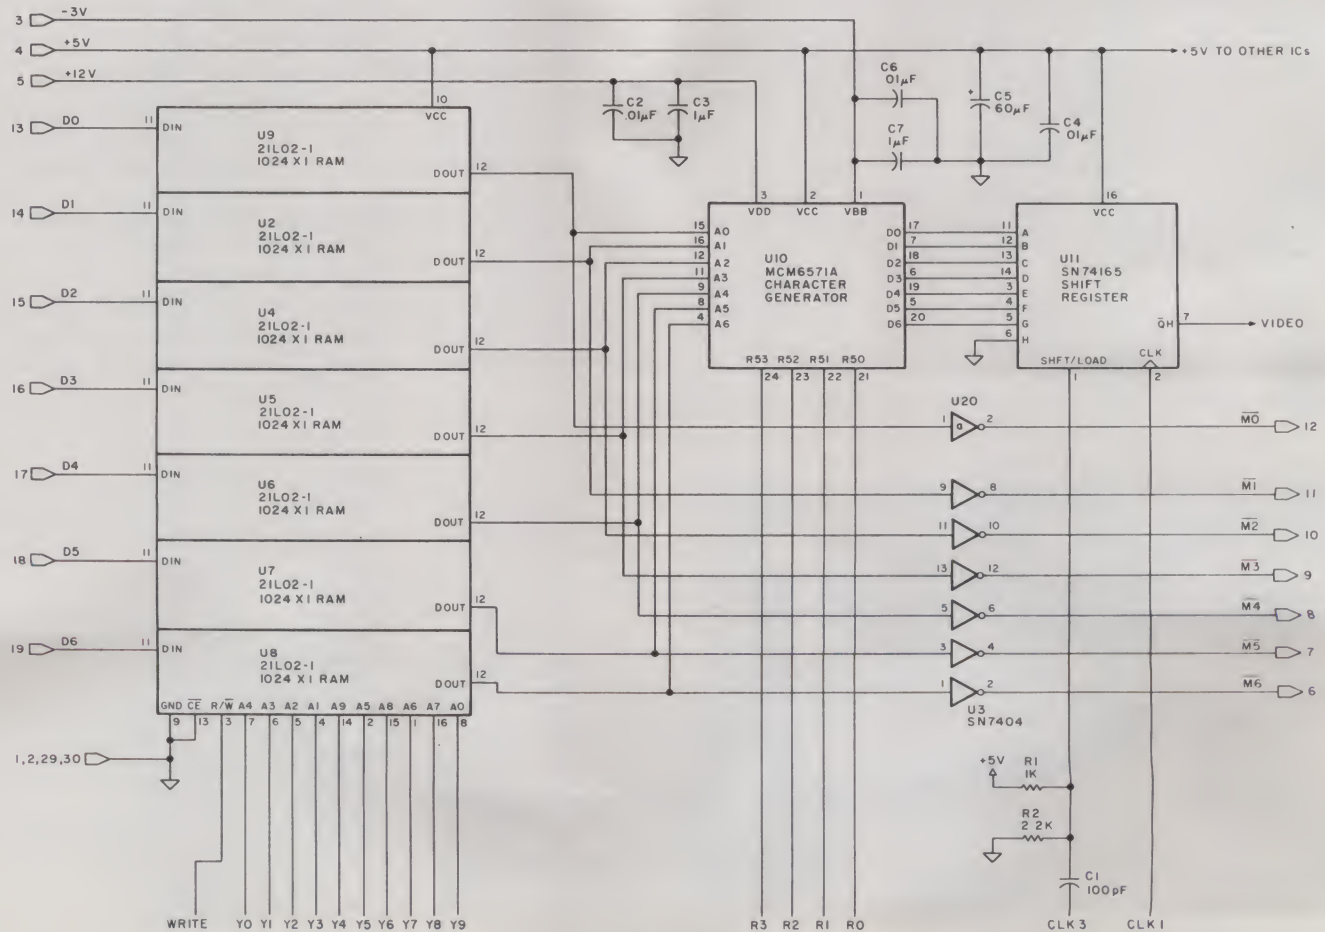 3 -3V
4 +5V
5 +12V
+5V TO OTHER ICs
10
VCC
C2
.01µF
C3
1µF
C6
.01µF
C7
1µF
C5
+
60µF
C4
.01µF
13 D0 11 DIN
U9
21L02-1
1024 X 1 RAM
DOUT 12
14 D1 11 DIN
U2
21L02-1
1024 X 1 RAM
DOUT 12
15 D2 11 DIN
U4
21L02-1
1024 X 1 RAM
DOUT 12
16 D3 11 DIN
U5
21L02-1
1024 X 1 RAM
DOUT 12
17 D4 11 DIN
U6
21L02-1
1024 X 1 RAM
DOUT 12
18 D5 11 DIN
U7
21L02-1
1024 X 1 RAM
DOUT 12
19 D6 11 DIN
U8
21L02-1
1024 X 1 RAM
DOUT 12
GND C̅E̅ R/W̅ A4 A3 A2 A1 A9 A5 A8 A6 A7 A0
9 13 3 7 6 5 4 14 2 15 1 16 8
1,2,29,30
WRITE Y0 Y1 Y2 Y3 Y4 Y5 Y6 Y7 Y8 Y9
3 2 1
VDD VCC VBB
15 A0
16 A1
12 A2
11 A3
9 A4
8 A5
4 A6
U10
MCM6571A
CHARACTER
GENERATOR
D0 17
D1 7
D2 18
D3 6
D4 19
D5 5
D6 20
R53 R52 R51 R50
24 23 22 21
R3 R2 R1 R0
16
VCC
11 A
12 B
13 C
14 D
3 E
4 F
5 G
6 H
U11
SN74165
SHIFT
REGISTER
Q̅H 7 VIDEO
SHFT/LOAD CLK
1 2
U20
1 a 2 M̅0̅ 12
9 8 M̅1̅ 11
11 10 M̅2̅ 10
13 12 M̅3̅ 9
5 6 M̅4̅ 8
3 4 M̅5̅ 7
1 2 M̅6̅ 6
U3
SN7404
+5V R1
1K
R2
2 2K
C1
100pF
CLK 3 CLK 1